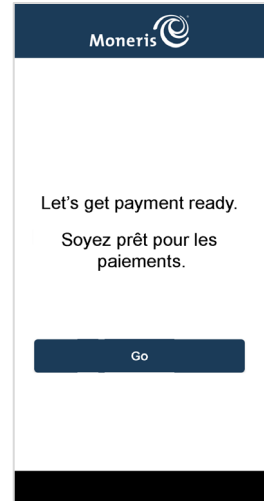 Moneris
Let's get payment ready.
Soyez prêt pour les
paiements.
Go